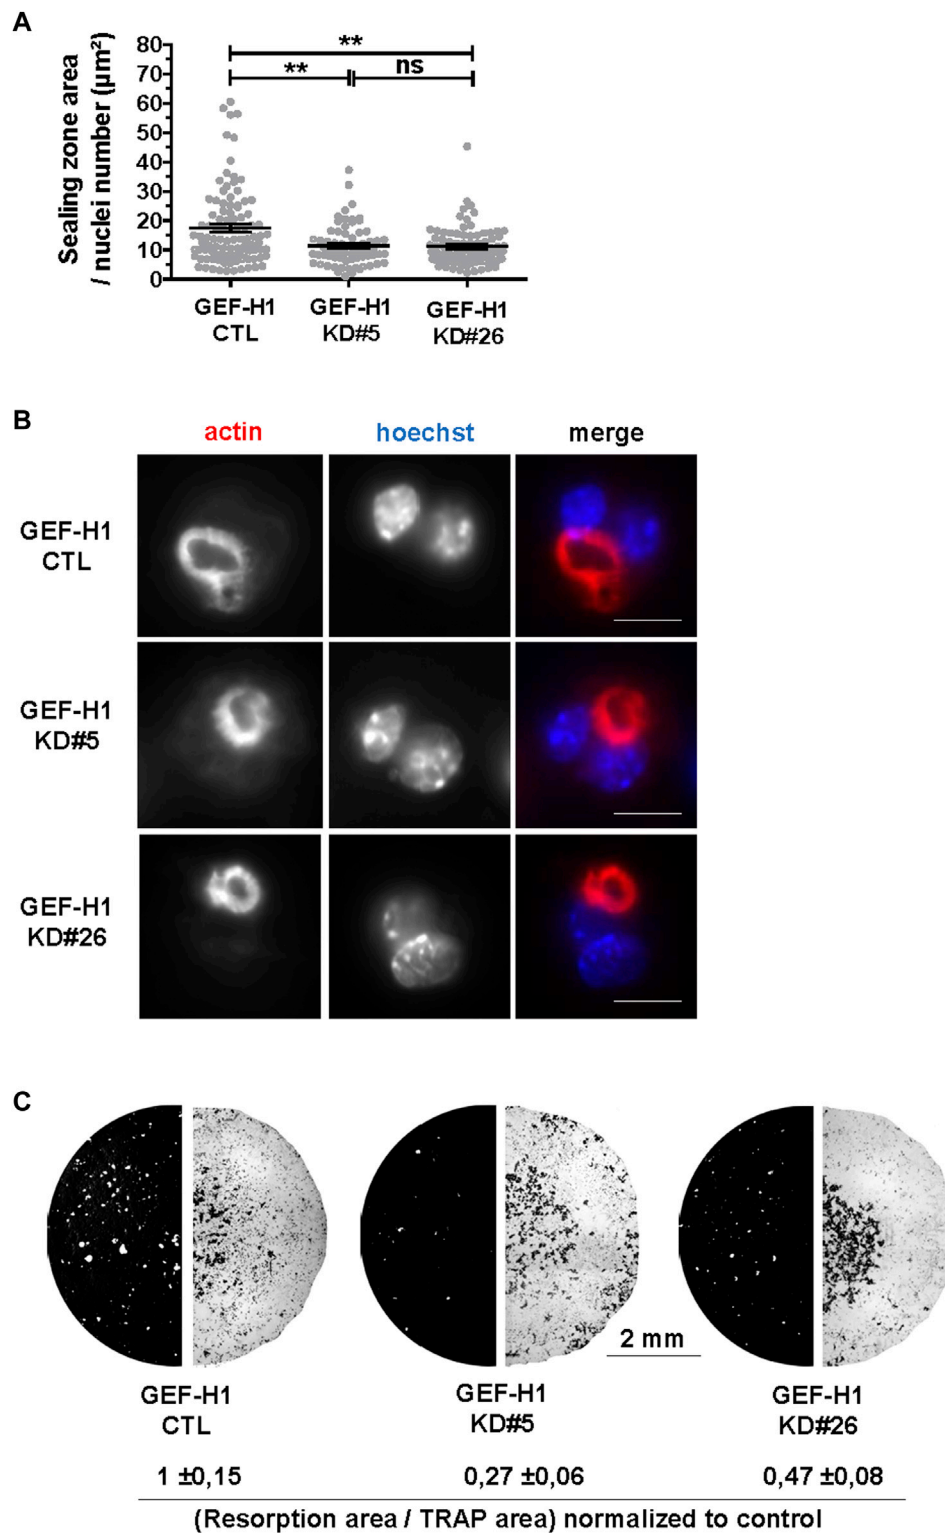 A
Sealing zone area
/ nuclei number (µm²)
80
70
60
50
40
30
20
10
0
**
**
ns
GEF-H1
CTL
GEF-H1
KD#5
GEF-H1
KD#26
B
actin
hoechst
merge
GEF-H1
CTL
GEF-H1
KD#5
GEF-H1
KD#26
C
2 mm
GEF-H1
CTL
GEF-H1
KD#5
GEF-H1
KD#26
1 ±0,15
0,27 ±0,06
0,47 ±0,08
(Resorption area / TRAP area) normalized to control